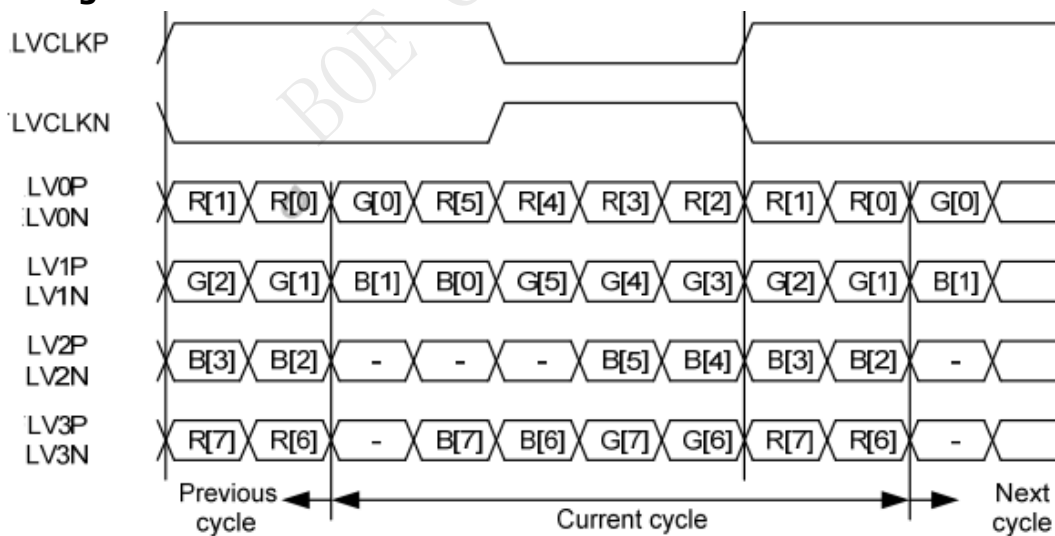 LVCLKP
BOE
LVCLKN
LV0P
LV0N
R[1] R[0] G[0] R[5] R[4] R[3] R[2] R[1] R[0] G[0]
LV1P
LV1N
G[2] G[1] B[1] B[0] G[5] G[4] G[3] G[2] G[1] B[1]
LV2P
LV2N
B[3] B[2] - - - B[5] B[4] B[3] B[2] -
LV3P
LV3N
R[7] R[6] - B[7] B[6] G[7] G[6] R[7] R[6] -
Previous cycle
Current cycle
Next cycle